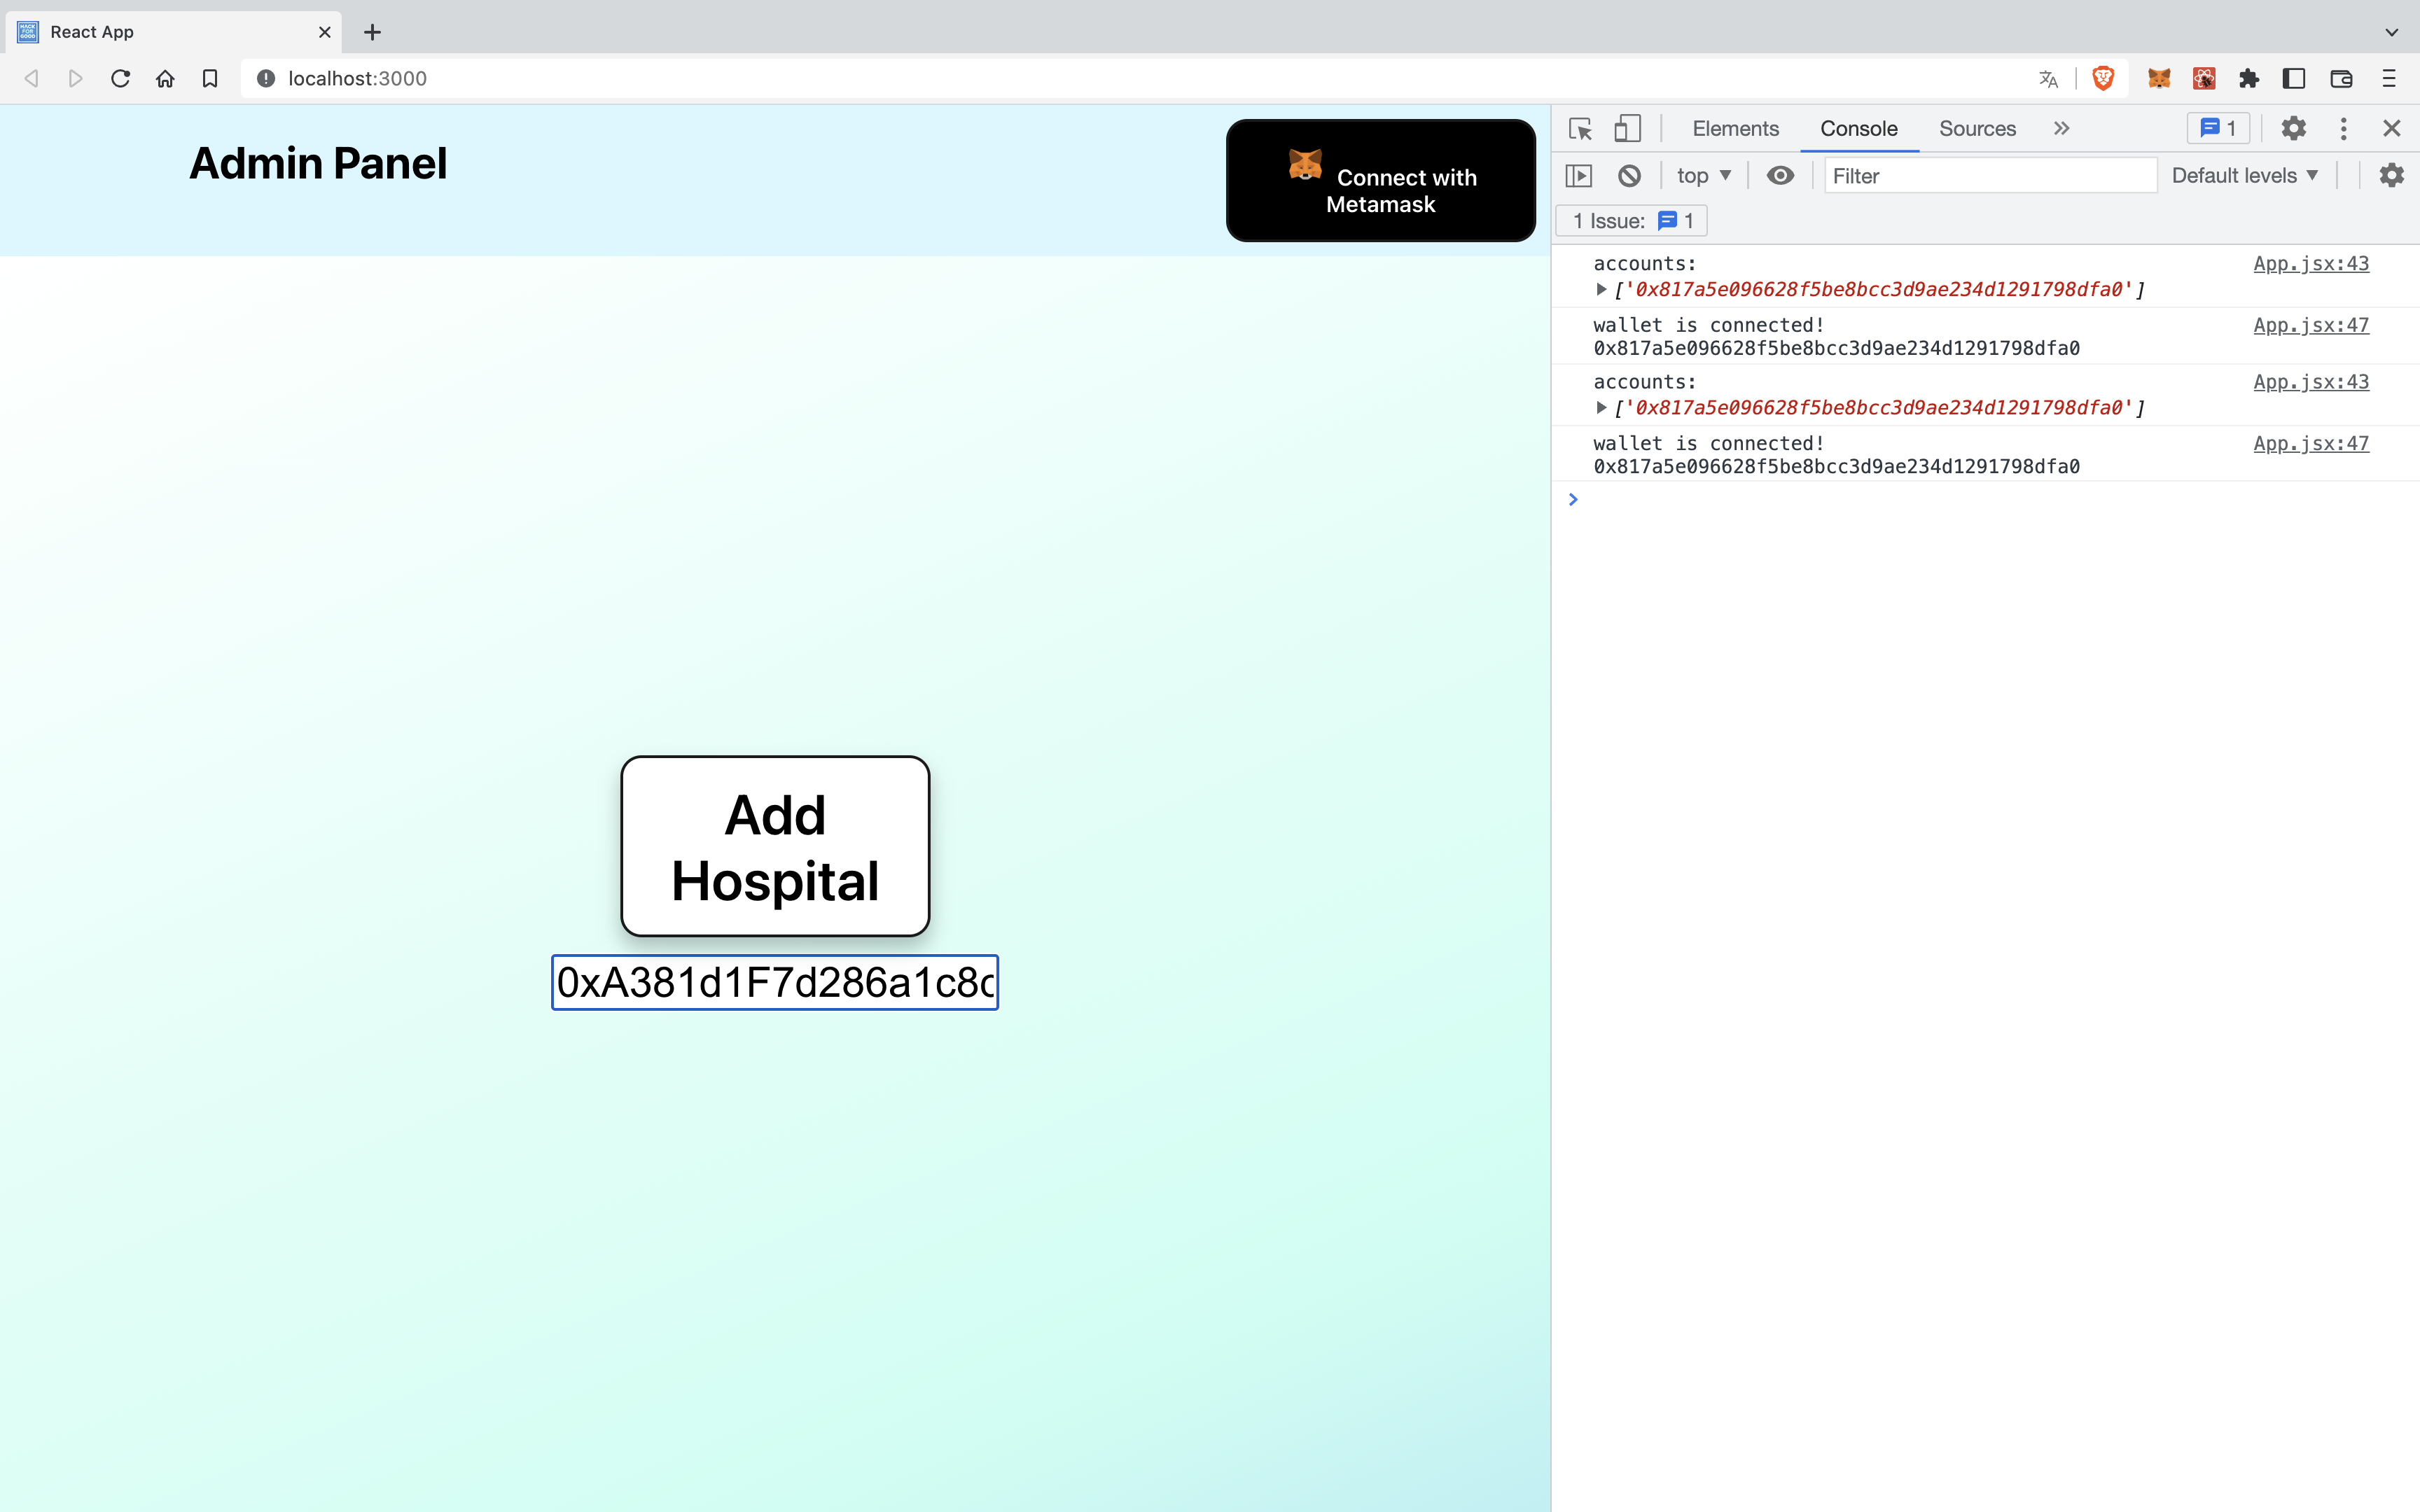 React App
localhost:3000
Admin Panel
Connect with
Metamask
Add
Hospital
0xA381d1F7d286a1c8c
Elements
Console
Sources
1
top
Filter
Default levels
1 Issue:
1
accounts:
App.jsx:43
['0x817a5e096628f5be8bcc3d9ae234d1291798dfa0']
wallet is connected!
App.jsx:47
0x817a5e096628f5be8bcc3d9ae234d1291798dfa0
accounts:
App.jsx:43
['0x817a5e096628f5be8bcc3d9ae234d1291798dfa0']
wallet is connected!
App.jsx:47
0x817a5e096628f5be8bcc3d9ae234d1291798dfa0